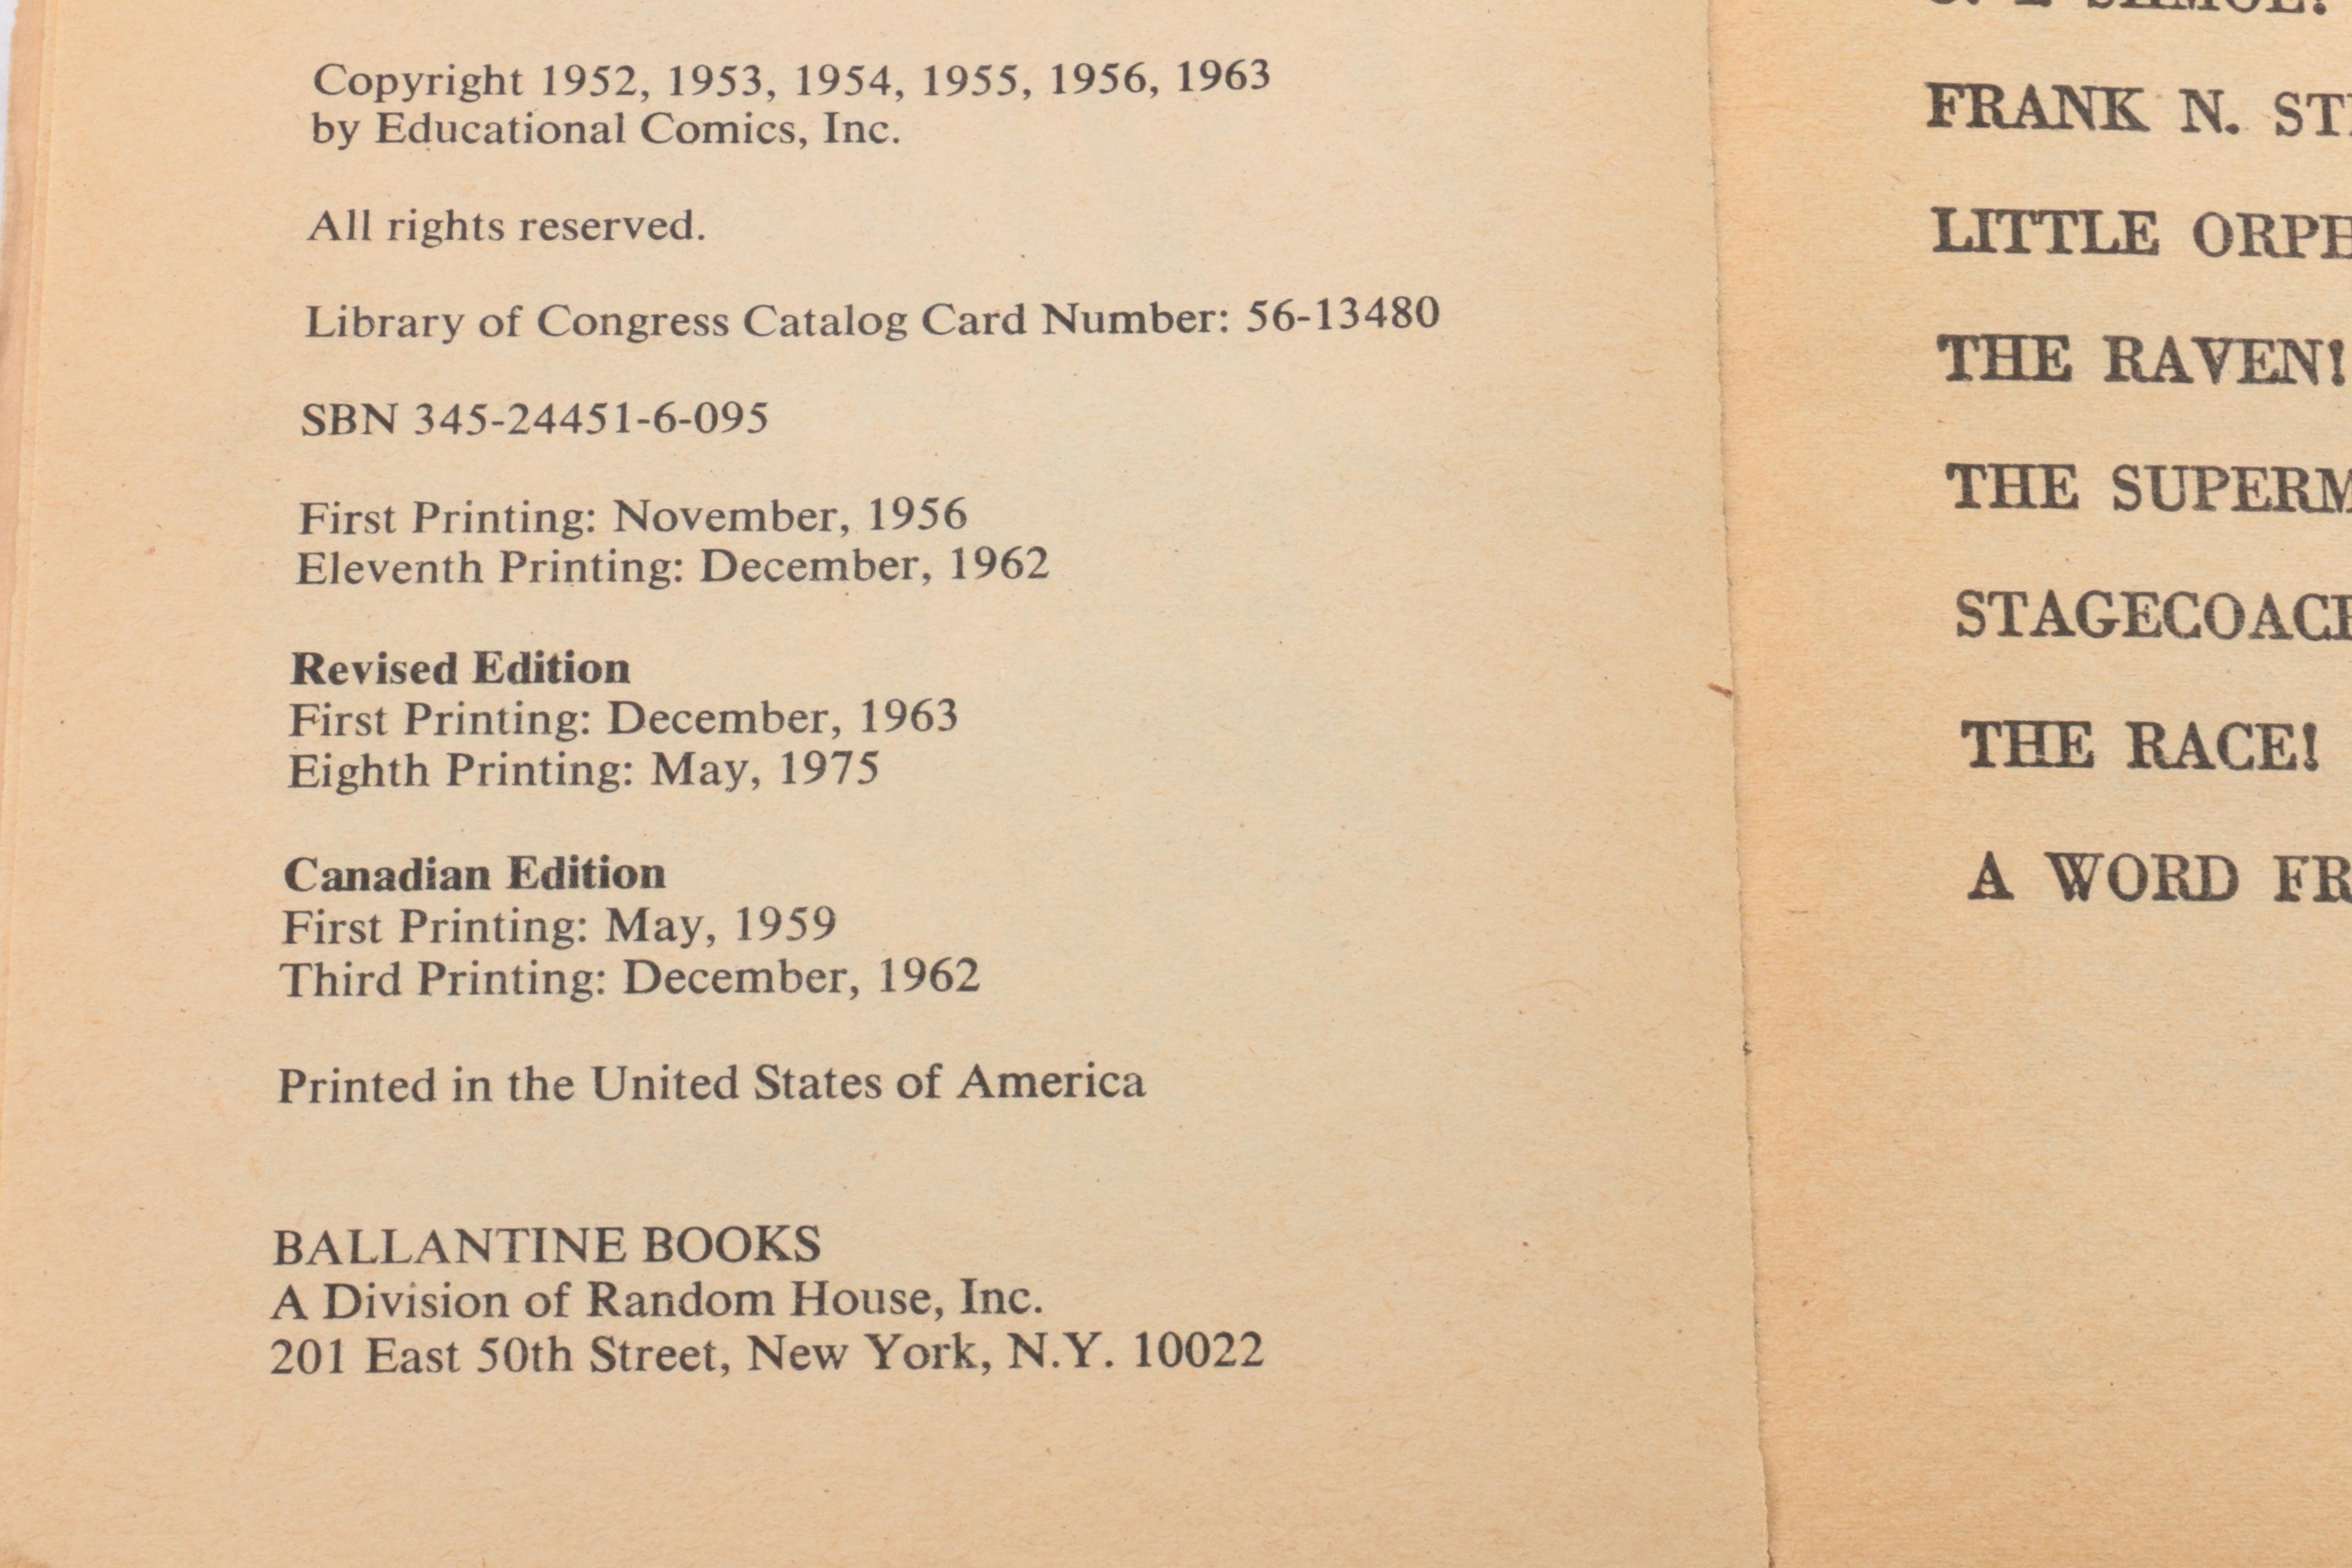 Copyright 1952, 1953, 1954, 1955, 1956, 1963
by Educational Comics, Inc.
All rights reserved.
Library of Congress Catalog Card Number: 56-13480
SBN 345-24451-6-095
First Printing: November, 1956
Eleventh Printing: December, 1962
Revised Edition
First Printing: December, 1963
Eighth Printing: May, 1975
Canadian Edition
First Printing: May, 1959
Third Printing: December, 1962
Printed in the United States of America
BALLANTINE BOOKS
A Division of Random House, Inc.
201 East 50th Street, New York, N.Y. 10022
FRANK N.
LITTLE
THE RAVEN!
THE
THE RACE!
A WORD